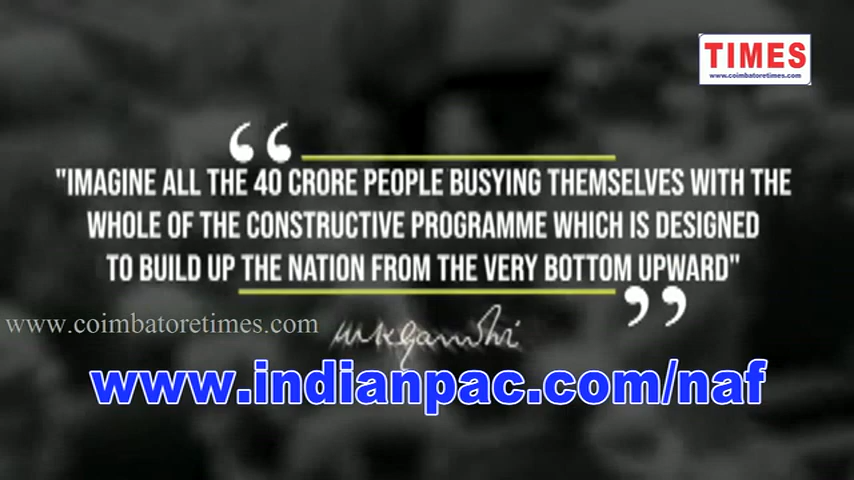 TIMES
www.coimbatoretimes.com
"IMAGINE ALL THE 40 CRORE PEOPLE BUSYING THEMSELVES WITH THE
WHOLE OF THE CONSTRUCTIVE PROGRAMME WHICH IS DESIGNED
TO BUILD UP THE NATION FROM THE VERY BOTTOM UPWARD"
www.coimbatoretimes.com
mkgandhi
www.indianpac.com/naf